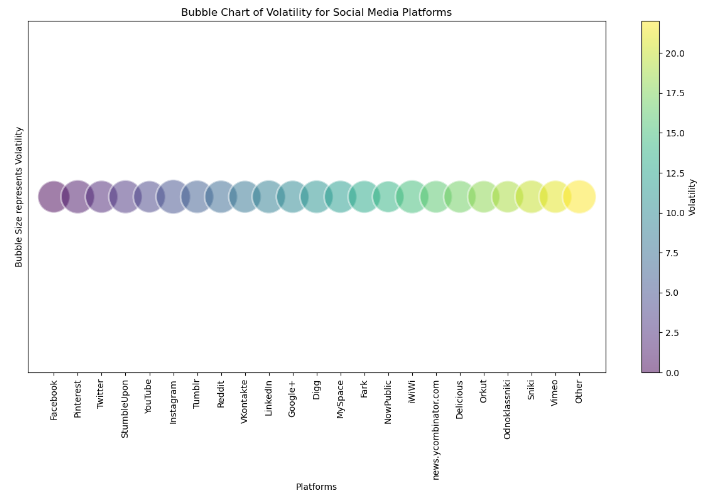 Bubble Chart of Volatility for Social Media Platforms
Bubble Size represents Volatility
Facebook
Pinterest
Twitter
StumbleUpon
YouTube
Instagram
Tumblr
Reddit
VKontakte
LinkedIn
Google+
Digg
MySpace
Fark
NowPublic
iWiWi
news.ycombinator.com
Delicious
Orkut
Odnoklassniki
Sniki
Vimeo
Other
Platforms
20.0
17.5
15.0
12.5
10.0
7.5
5.0
2.5
0.0
Volatility